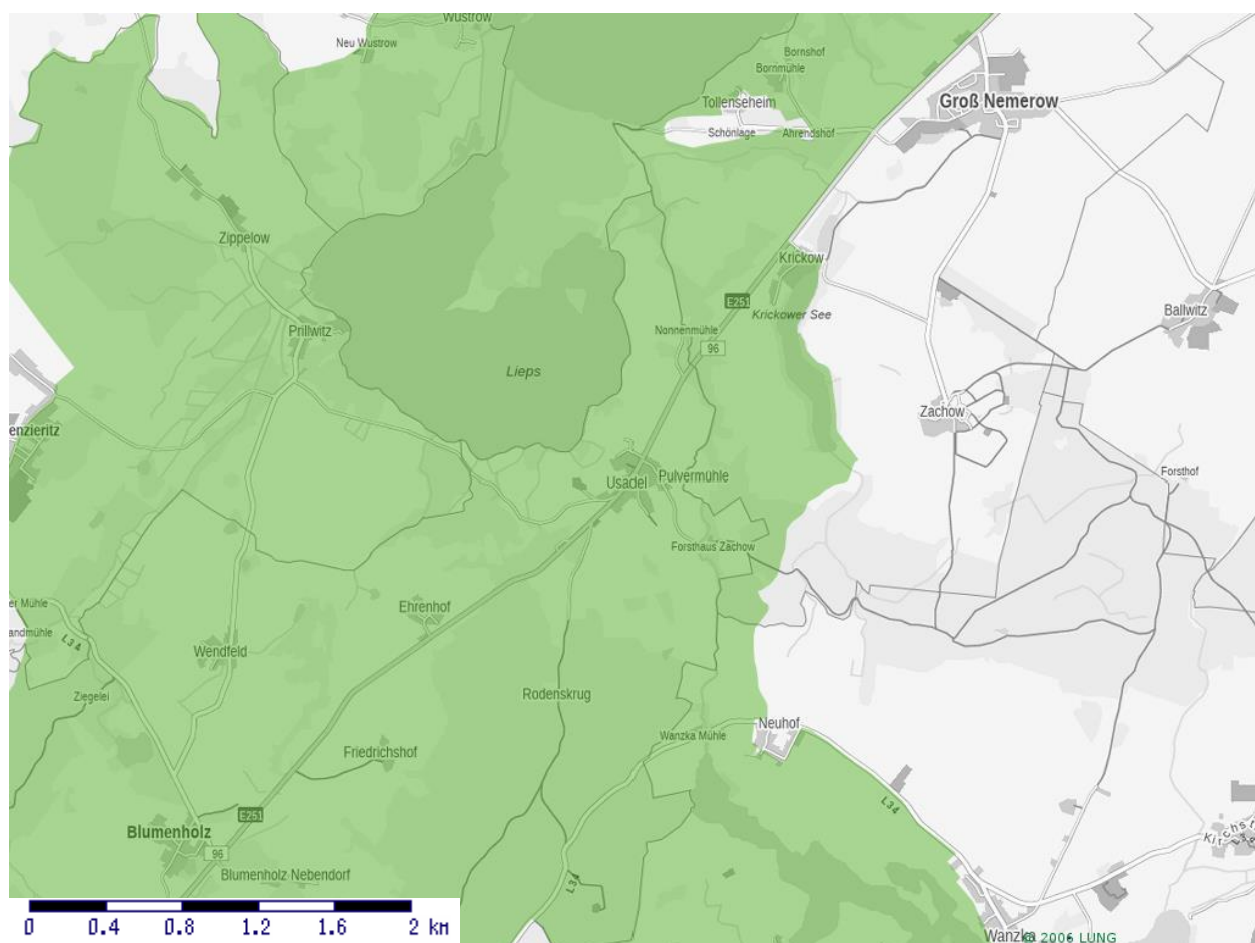 Wustrow
Neu Wustrow
Bornshof
Bornmühle
Tollenseheim
Groß Nemerow
Schönlage
Ahrendshof
Zippelow
Krickow
E251
Krickower See
Ballwitz
Prillwitz
Nonnenmühle
96
Lieps
Zachow
enzieritz
Forsthof
Pulvermühle
Usadel
Forsthaus Zachow
er Mühle
Ehrenhof
andmühle
L34
Wendfeld
Ziegelei
Rodenskrug
Neuhof
Wanzka Mühle
Friedrichshof
L34
E251
Blumenholz
96
Blumenholz Nebendorf
L34
Wanzka
© 2006 LUNG
0 0.4 0.8 1.2 1.6 2 km